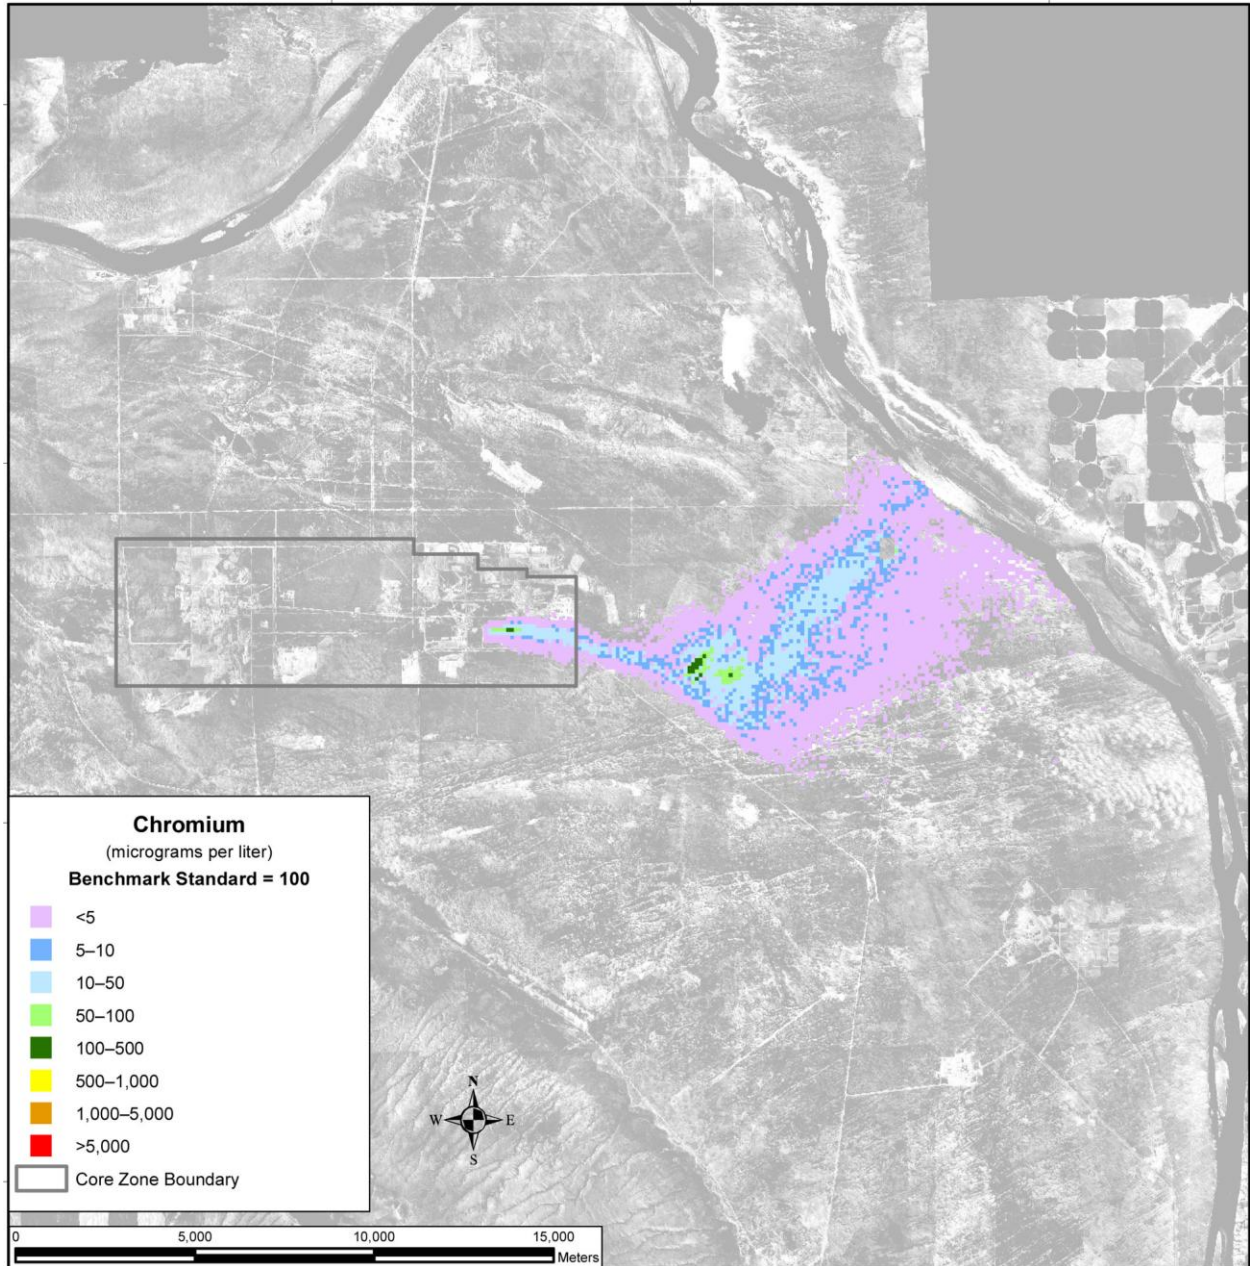 N
W E
S
Chromium
(micrograms per liter)
Benchmark Standard = 100
<5
5–10
10–50
50–100
100–500
500–1,000
1,000–5,000
>5,000
Core Zone Boundary
0 5,000 10,000 15,000
Meters